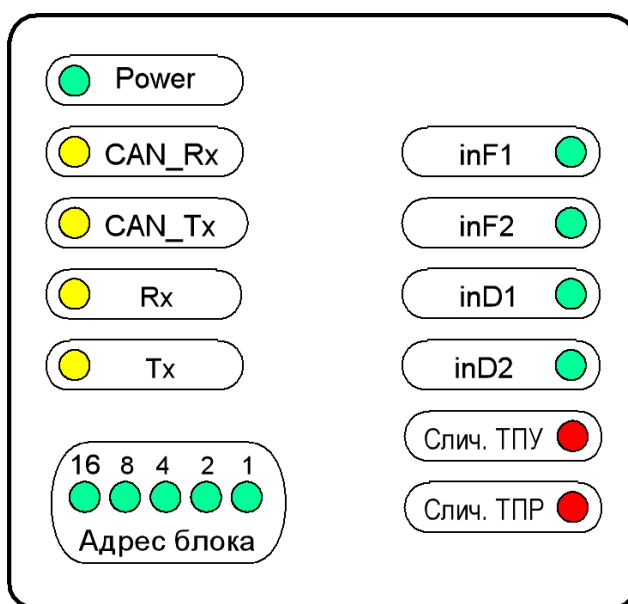 Power
CAN_Rx
inF1
CAN_Tx
inF2
Rx
inD1
Tx
inD2
Слич. ТПУ
16 8 4 2 1
Слич. ТПР
Адрес блока